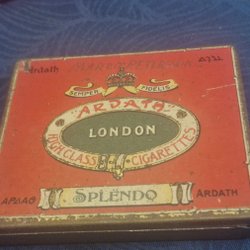 Ardath
SEMPER FIDELIS
"ARDATH"
LONDON
HIGH CLASS CIGARETTES
SPLENDO
ARDATH